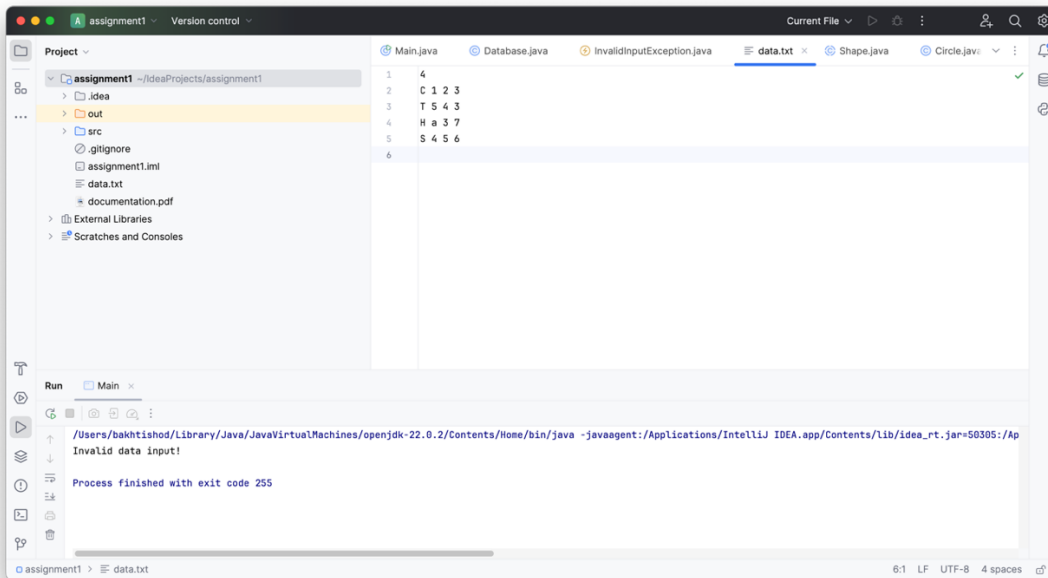 A assignment1 Version control Current File
Project
Main.java Database.java InvalidInputException.java data.txt Shape.java Circle.java
assignment1 ~/IdeaProjects/assignment1
.idea
out
src
.gitignore
assignment1.iml
data.txt
documentation.pdf
External Libraries
Scratches and Consoles
1 4
2 C 1 2 3
3 T 5 4 3
4 H a 3 7
5 S 4 5 6
6
Run Main
/Users/bakhtishod/Library/Java/JavaVirtualMachines/openjdk-22.0.2/Contents/Home/bin/java -javaagent:/Applications/IntelliJ IDEA.app/Contents/lib/idea_rt.jar=50305:/Ap
Invalid data input!
Process finished with exit code 255
assignment1 > data.txt 6:1 LF UTF-8 4 spaces